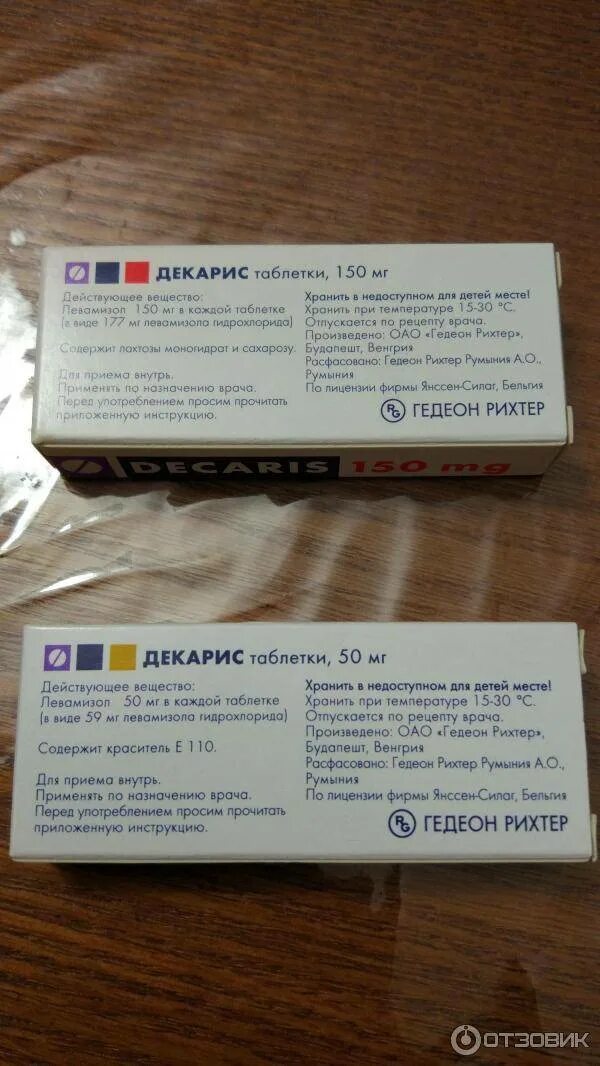 ДЕКАРИС таблетки, 150 мг
Действующее вещество:
Левамизол 150 мг в каждой таблетке
(в виде 177 мг левамизола гидрохлорида)
Содержит лактозы моногидрат и сахарозу.
Для приема внутрь.
Применять по назначению врача.
Перед употреблением просим прочитать
приложенную инструкцию.
Хранить в недоступном для детей месте!
Хранить при температуре 15-30 °C.
Отпускается по рецепту врача.
Произведено: ОАО «Гедеон Рихтер»,
Будапешт, Венгрия
Расфасовано: Гедеон Рихтер Румыния А.О.,
Румыния
По лицензии фирмы Янссен-Силаг, Бельгия
RG ГЕДЕОН РИХТЕР
DECARIS 150 mg
ДЕКАРИС таблетки, 50 мг
Действующее вещество:
Левамизол 50 мг в каждой таблетке
(в виде 59 мг левамизола гидрохлорида)
Содержит краситель Е 110.
Для приема внутрь.
Применять по назначению врача.
Перед употреблением просим прочитать
приложенную инструкцию.
Хранить в недоступном для детей месте!
Хранить при температуре 15-30 °C.
Отпускается по рецепту врача.
Произведено: ОАО «Гедеон Рихтер»,
Будапешт, Венгрия
Расфасовано: Гедеон Рихтер Румыния А.О.,
Румыния
По лицензии фирмы Янссен-Силаг, Бельгия
RG ГЕДЕОН РИХТЕР
ОТЗОВИК